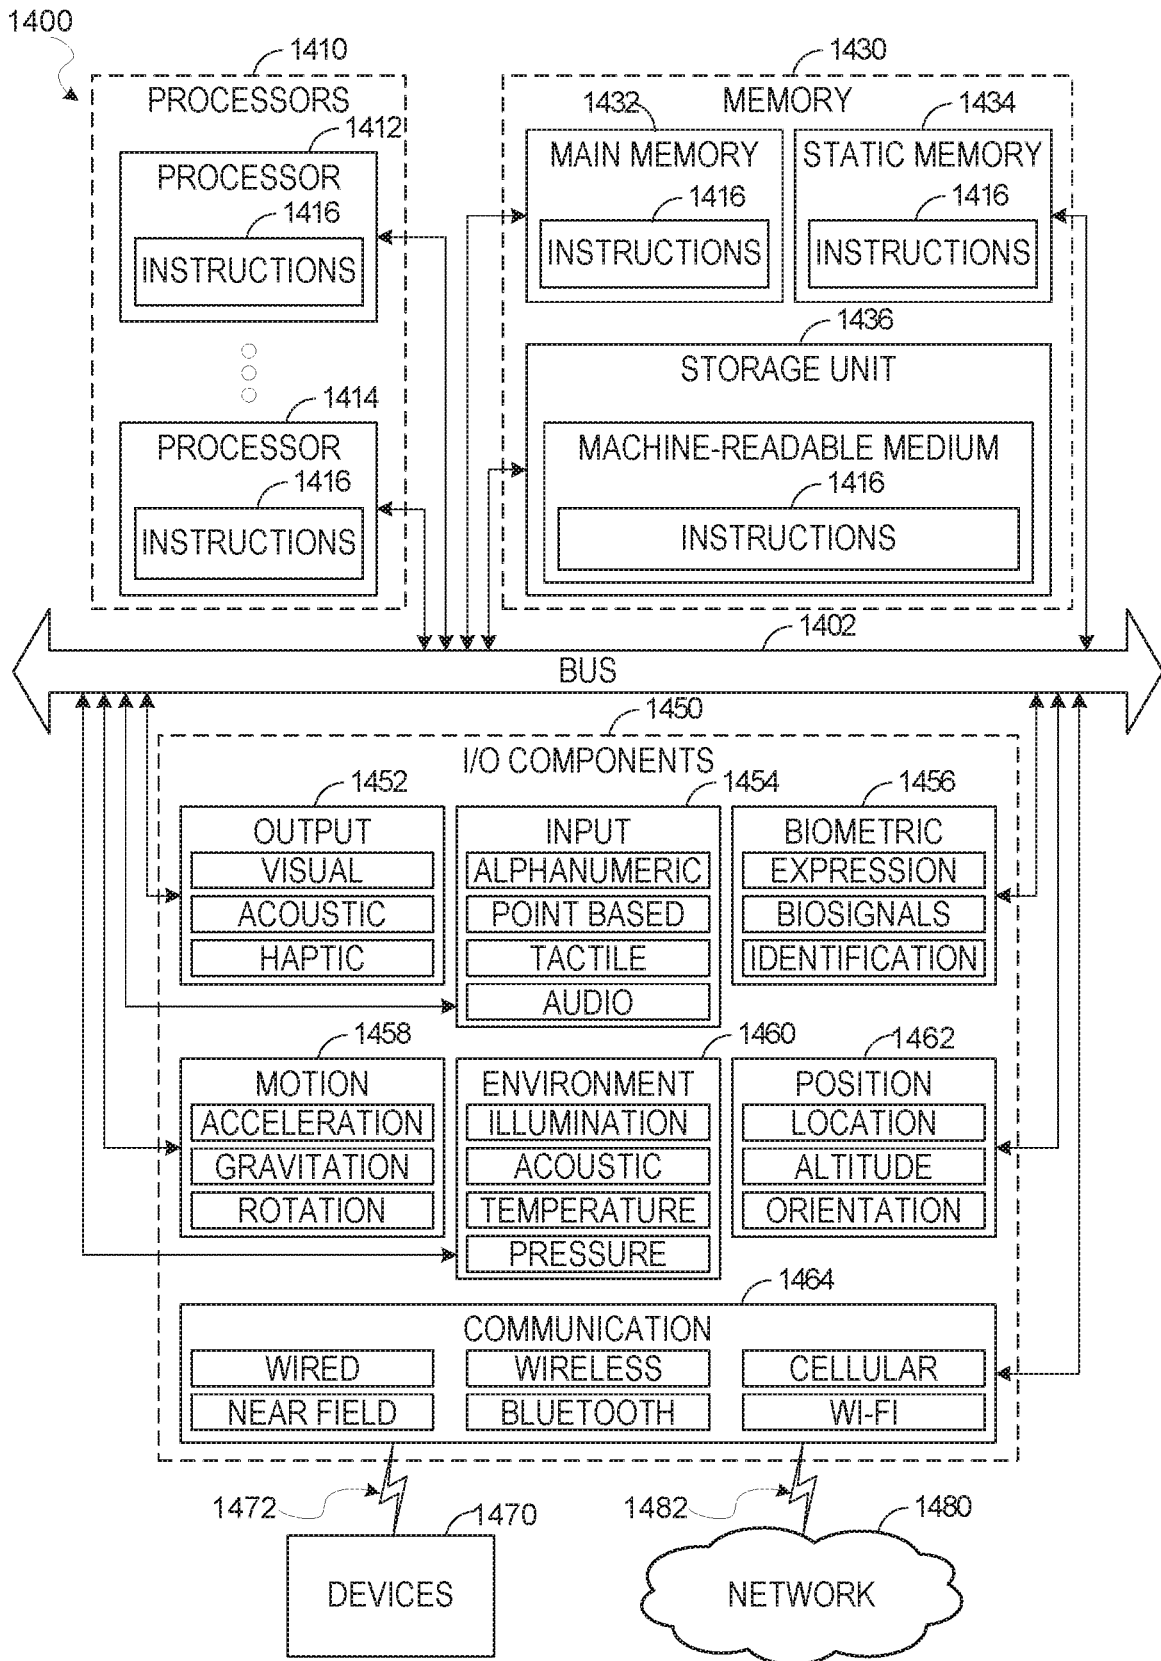 1400
1410
PROCESSORS
1412
PROCESSOR
1416
INSTRUCTIONS
1414
PROCESSOR
1416
INSTRUCTIONS
1430
MEMORY
1432
MAIN MEMORY
1416
INSTRUCTIONS
1434
STATIC MEMORY
1416
INSTRUCTIONS
1436
STORAGE UNIT
MACHINE-READABLE MEDIUM
1416
INSTRUCTIONS
1402
BUS
1450
I/O COMPONENTS
1452
OUTPUT
VISUAL
ACOUSTIC
HAPTIC
1454
INPUT
ALPHANUMERIC
POINT BASED
TACTILE
AUDIO
1456
BIOMETRIC
EXPRESSION
BIOSIGNALS
IDENTIFICATION
1458
MOTION
ACCELERATION
GRAVITATION
ROTATION
1460
ENVIRONMENT
ILLUMINATION
ACOUSTIC
TEMPERATURE
PRESSURE
1462
POSITION
LOCATION
ALTITUDE
ORIENTATION
1464
COMMUNICATION
WIRED
WIRELESS
CELLULAR
NEAR FIELD
BLUETOOTH
WI-FI
1472
1470
DEVICES
1482
1480
NETWORK